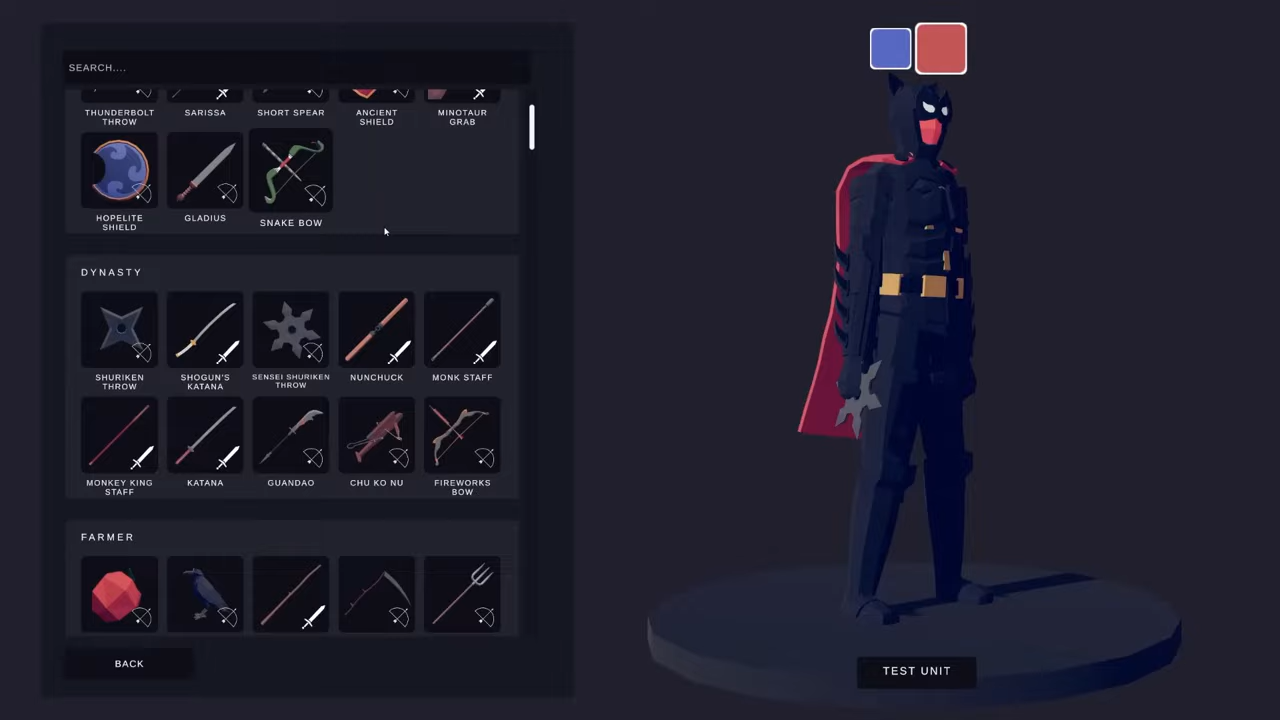 SEARCH....
THUNDERBOLT THROW
SARISSA
SHORT SPEAR
ANCIENT SHIELD
MINOTAUR GRAB
HOPELITE SHIELD
GLADIUS
SNAKE BOW
DYNASTY
SHURIKEN THROW
SHOGUN'S KATANA
SENSEI SHURIKEN THROW
NUNCHUCK
MONK STAFF
MONKEY KING STAFF
KATANA
GUANDAO
CHU KO NU
FIREWORKS BOW
FARMER
BACK
TEST UNIT